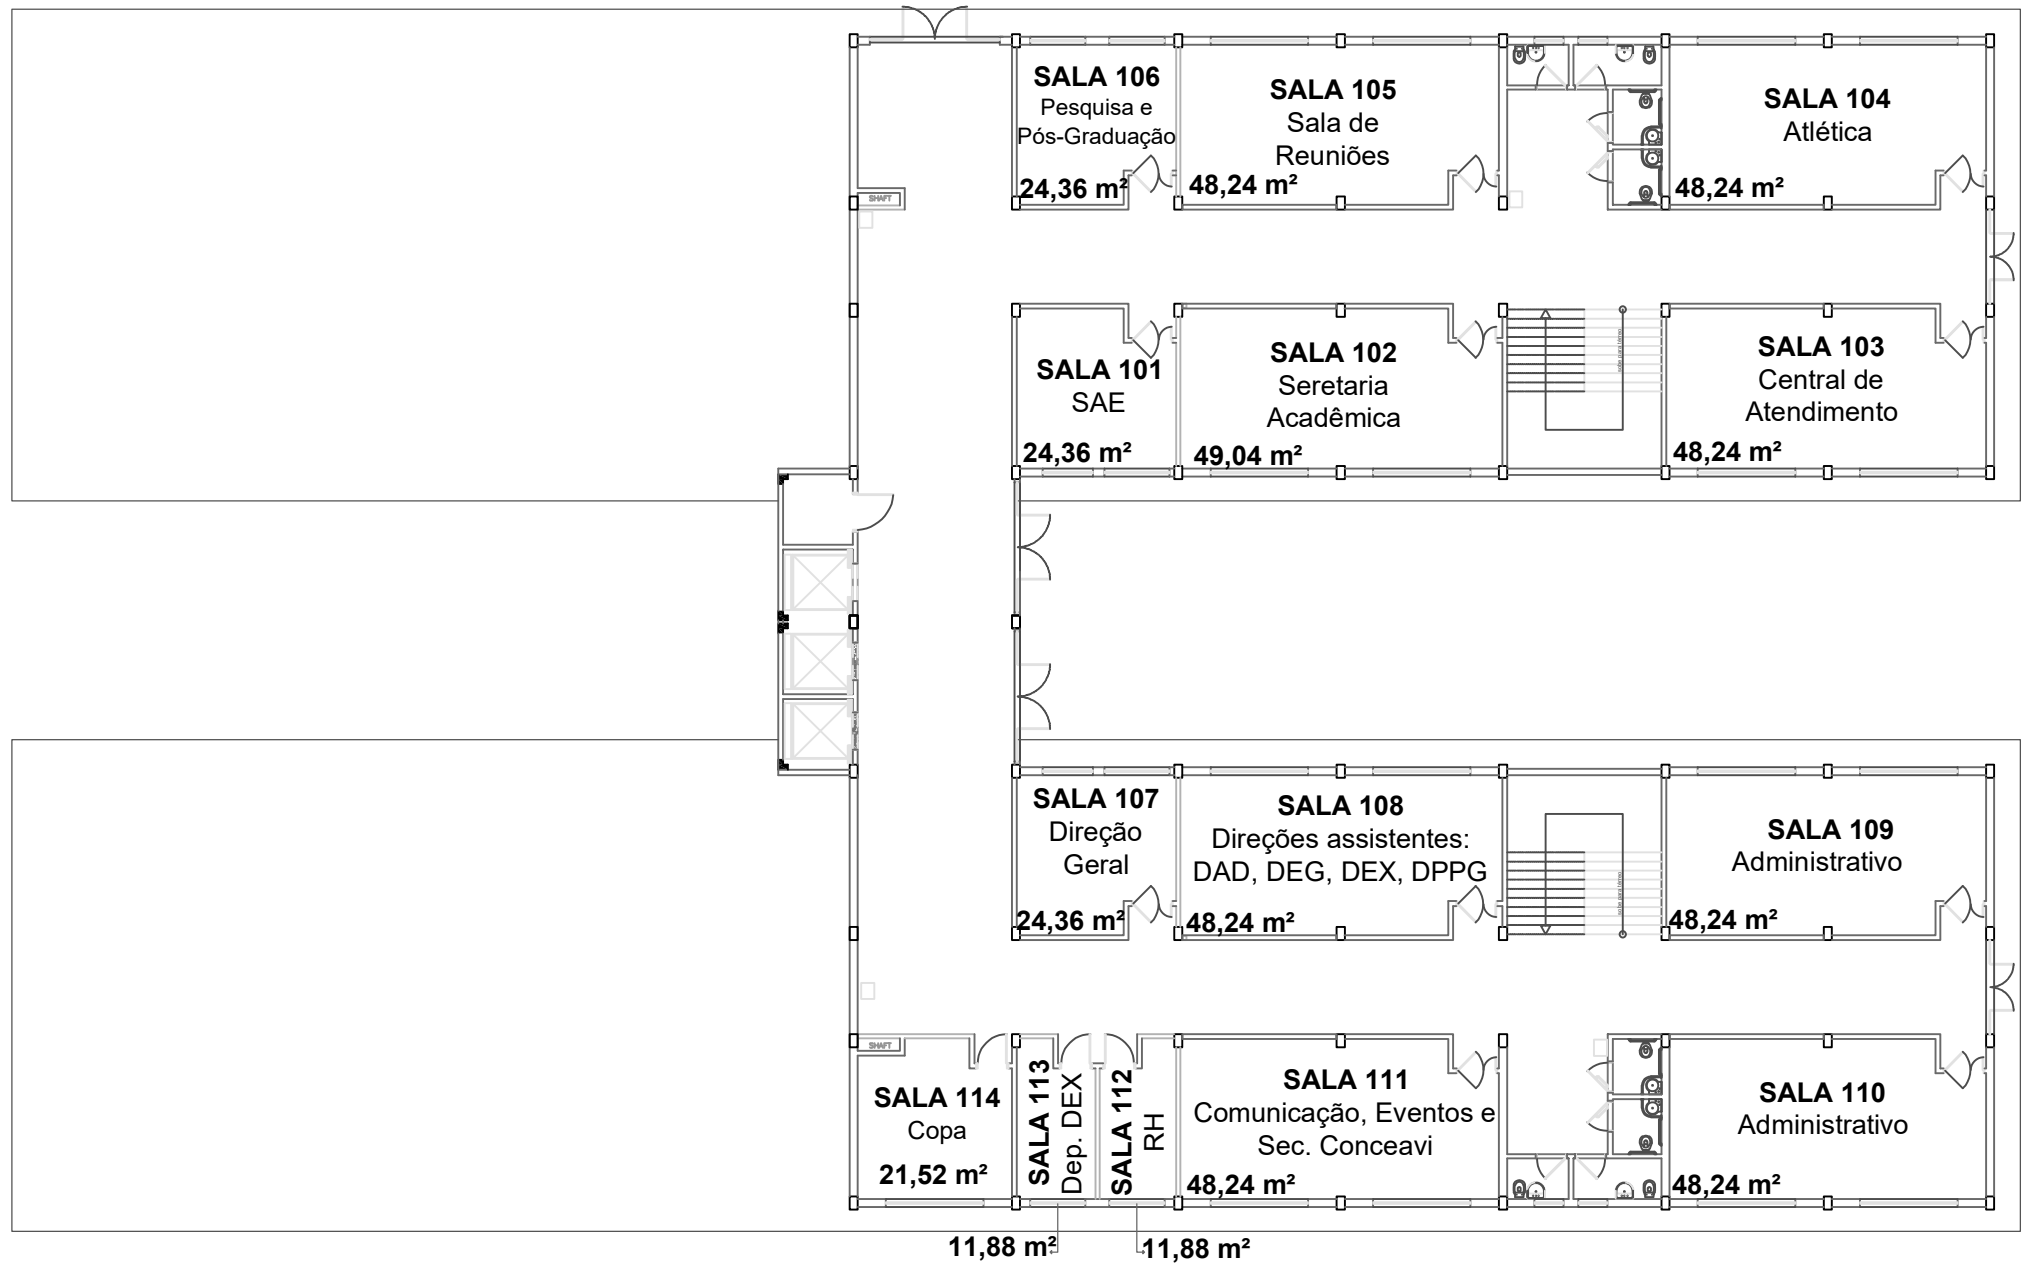 SALA 106
Pesquisa e
Pós-Graduação
24,36 m²
SALA 105
Sala de
Reuniões
48,24 m²
SALA 104
Atlética
48,24 m²
SHAFT
SALA 101
SAE
24,36 m²
SALA 102
Seretaria
Acadêmica
49,04 m²
SALA 103
Central de
Atendimento
48,24 m²
SALA 107
Direção
Geral
24,36 m²
SALA 108
Direções assistentes:
DAD, DEG, DEX, DPPG
48,24 m²
SALA 109
Administrativo
48,24 m²
SHAFT
SALA 114
Copa
21,52 m²
SALA 113
Dep. DEX
SALA 112
RH
SALA 111
Comunicação, Eventos e
Sec. Conceavi
48,24 m²
SALA 110
Administrativo
48,24 m²
11,88 m²
11,88 m²